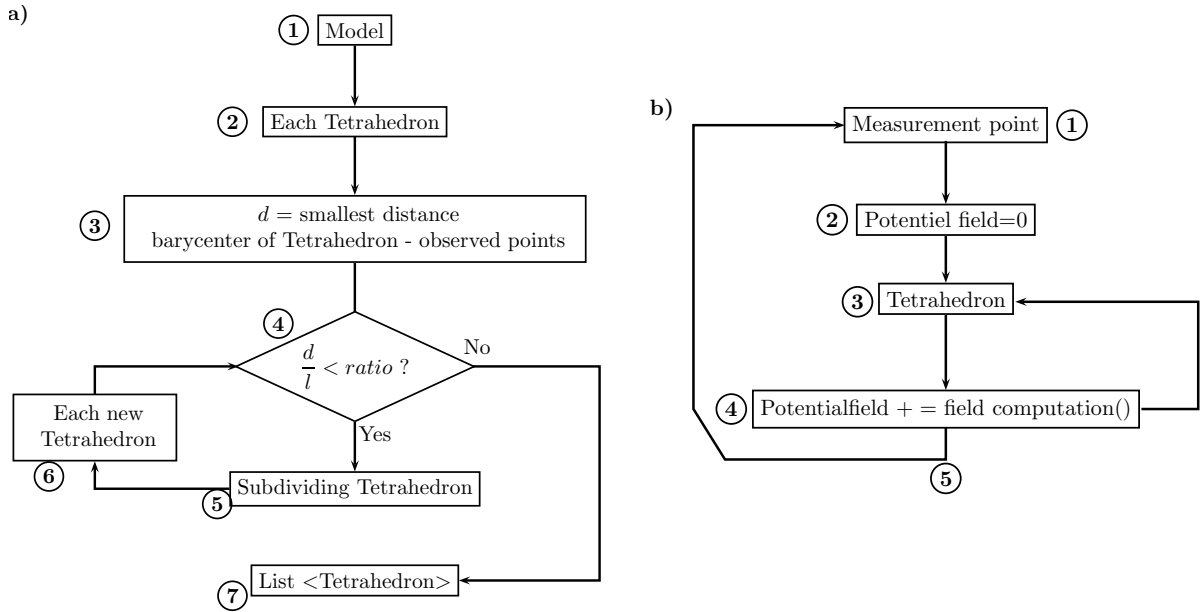 a)
1 Model
2 Each Tetrahedron
3
d = smallest distance
barycenter of Tetrahedron - observed points
4
d/l < ratio ?
No
Yes
5 Subdividing Tetrahedron
Each new
Tetrahedron
6
7 List <Tetrahedron>
b)
Measurement point 1
2 Potentiel field=0
3 Tetrahedron
4 Potentialfield + = field computation()
5